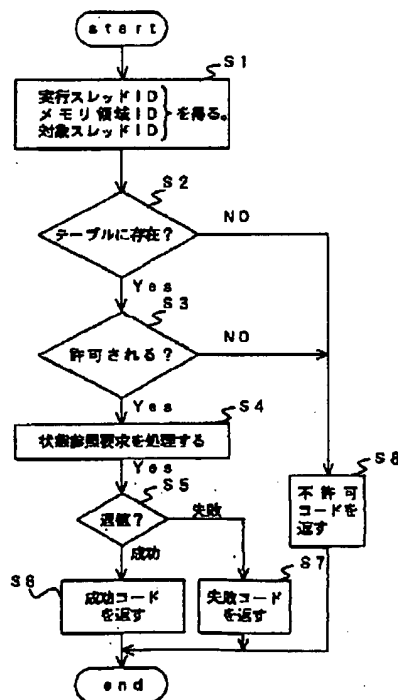 start
S1
実行スレッドID
メモリ領域ID
対象スレッドID
を得る。
S2
テーブルに存在?
NO
Yes
S3
許可される?
NO
Yes
S4
状態参照要求を処理する
Yes
S5
返値?
失敗
成功
S8
不許可
コードを
返す
S6
成功コード
を返す
S7
失敗コード
を返す
end